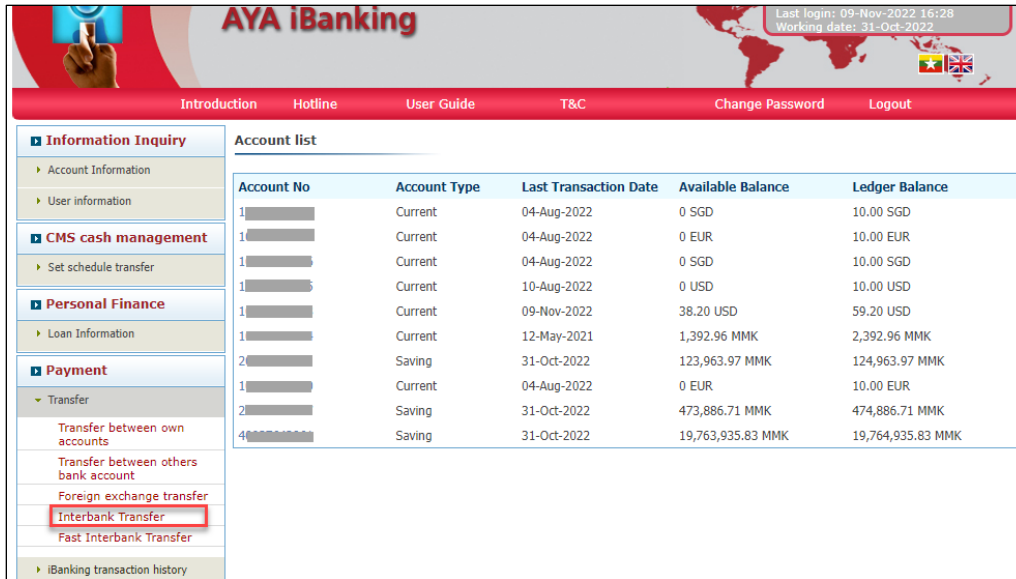 AYA iBanking
Last login: 09-Nov-2022 16:28
Working date: 31-Oct-2022
Introduction Hotline User Guide T&C Change Password Logout
Information Inquiry
Account Information
User information
CMS cash management
Set schedule transfer
Personal Finance
Loan Information
Payment
Transfer
Transfer between own
accounts
Transfer between others
bank account
Foreign exchange transfer
Interbank Transfer
Fast Interbank Transfer
iBanking transaction history
Account list
Account No Account Type Last Transaction Date Available Balance Ledger Balance
1 Current 04-Aug-2022 0 SGD 10.00 SGD
Current 04-Aug-2022 0 EUR 10.00 EUR
1 Current 04-Aug-2022 0 SGD 10.00 SGD
1 Current 10-Aug-2022 0 USD 10.00 USD
1 Current 09-Nov-2022 38.20 USD 59.20 USD
1 Current 12-May-2021 1,392.96 MMK 2,392.96 MMK
Saving 31-Oct-2022 123,963.97 MMK 124,963.97 MMK
1 Current 04-Aug-2022 0 EUR 10.00 EUR
2 Saving 31-Oct-2022 473,886.71 MMK 474,886.71 MMK
Saving 31-Oct-2022 19,763,935.83 MMK 19,764,935.83 MMK